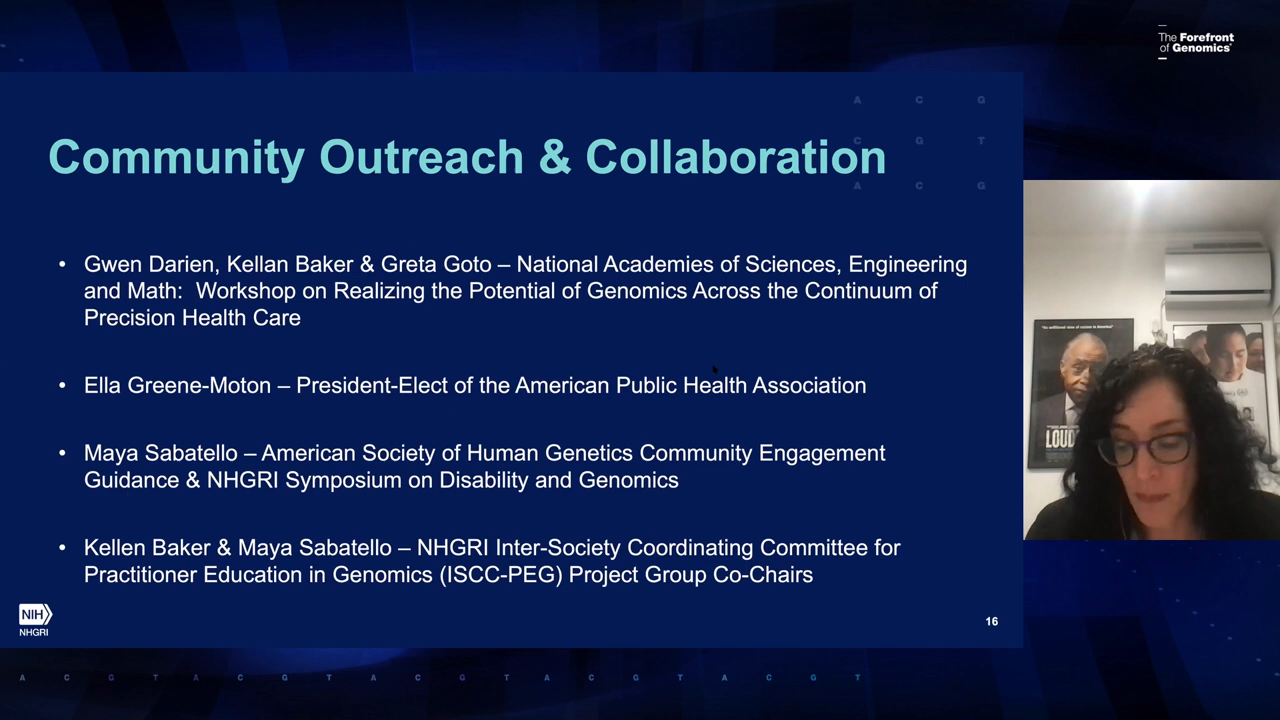 The Forefront
of Genomics®
A C G
C G T
A C G
Community Outreach & Collaboration
• Gwen Darien, Kellan Baker & Greta Goto – National Academies of Sciences, Engineering
and Math: Workshop on Realizing the Potential of Genomics Across the Continuum of
Precision Health Care
• Ella Greene-Moton – President-Elect of the American Public Health Association
• Maya Sabatello – American Society of Human Genetics Community Engagement
Guidance & NHGRI Symposium on Disability and Genomics
• Kellen Baker & Maya Sabatello – NHGRI Inter-Society Coordinating Committee for
Practitioner Education in Genomics (ISCC-PEG) Project Group Co-Chairs
NIH
NHGRI
16
LOUD
A C G T A C G T A C G T A C G T A C G T